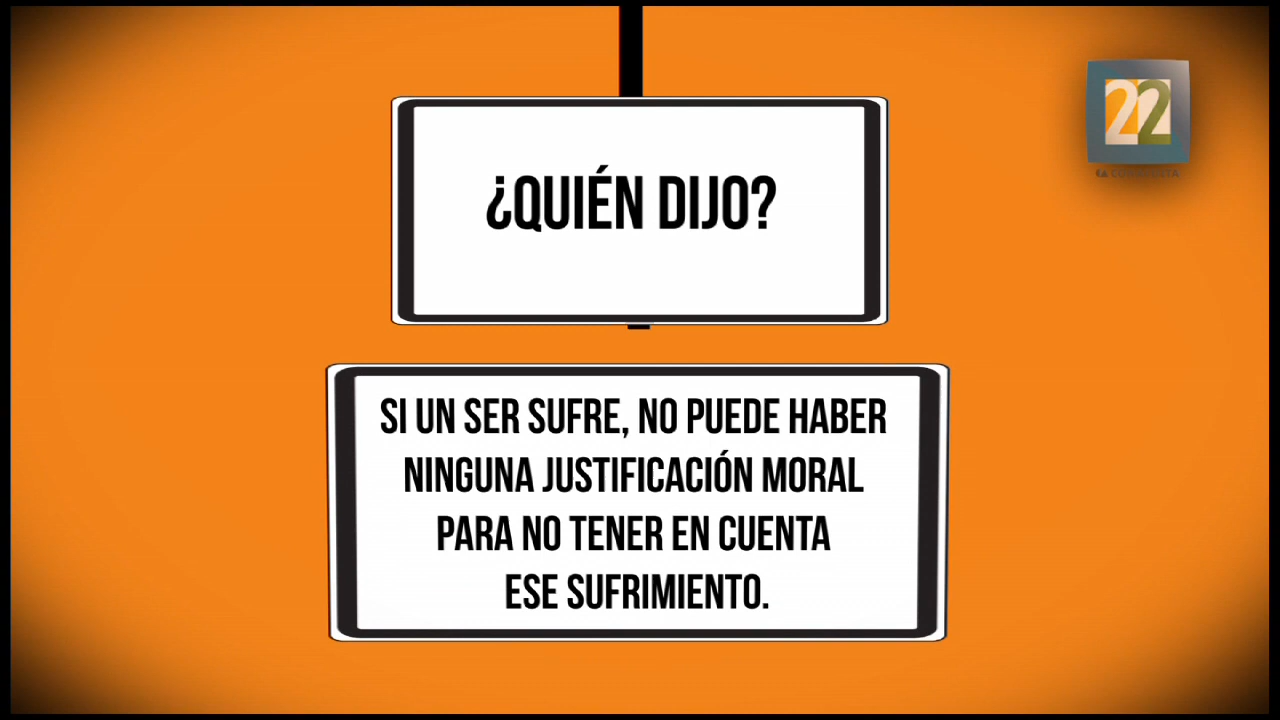 22
¿QUIÉN DIJO?
SI UN SER SUFRE, NO PUEDE HABER
NINGUNA JUSTIFICACIÓN MORAL
PARA NO TENER EN CUENTA
ESE SUFRIMIENTO.